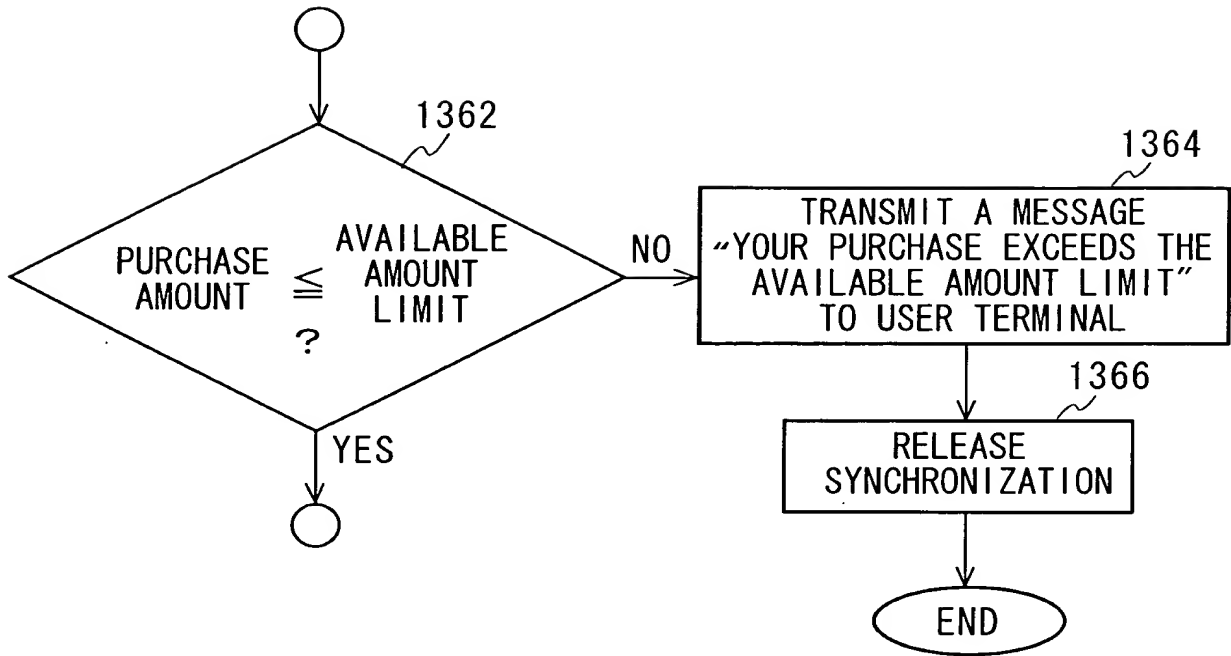 1362
PURCHASE
AMOUNT
≦
?
AVAILABLE
AMOUNT
LIMIT
NO
YES
1364
TRANSMIT A MESSAGE
"YOUR PURCHASE EXCEEDS THE
AVAILABLE AMOUNT LIMIT"
TO USER TERMINAL
1366
RELEASE
SYNCHRONIZATION
END